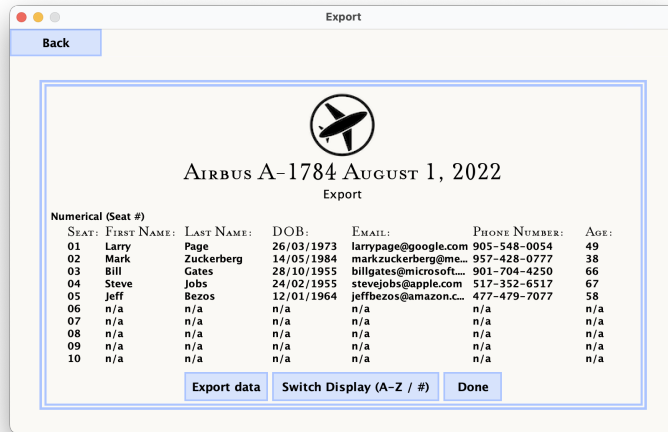 Export
Back
Airbus A-1784 August 1, 2022
Export
Numerical (Seat #)
Seat: First Name: Last Name: DOB: Email: Phone Number: Age:
01 Larry Page 26/03/1973 larrypage@google.com 905-548-0054 49
02 Mark Zuckerberg 14/05/1984 markzuckerberg@me... 957-428-0777 38
03 Bill Gates 28/10/1955 billgates@microsoft.... 901-704-4250 66
04 Steve Jobs 24/02/1955 stevejobs@apple.com 517-352-6517 67
05 Jeff Bezos 12/01/1964 jeffbezos@amazon.c... 477-479-7077 58
06 n/a n/a n/a n/a n/a n/a
07 n/a n/a n/a n/a n/a n/a
08 n/a n/a n/a n/a n/a n/a
09 n/a n/a n/a n/a n/a n/a
10 n/a n/a n/a n/a n/a n/a
Export data Switch Display (A-Z / #) Done